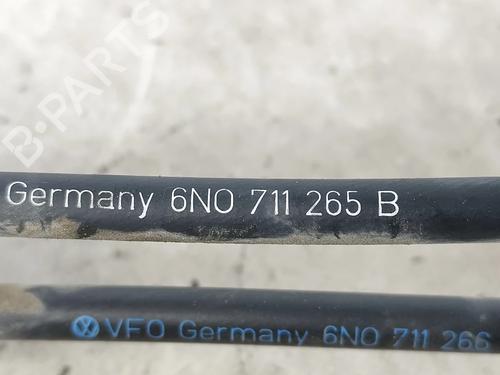 B-PARTS
Germany 6N0 711 265 B
VFO Germany 6N0 711 266